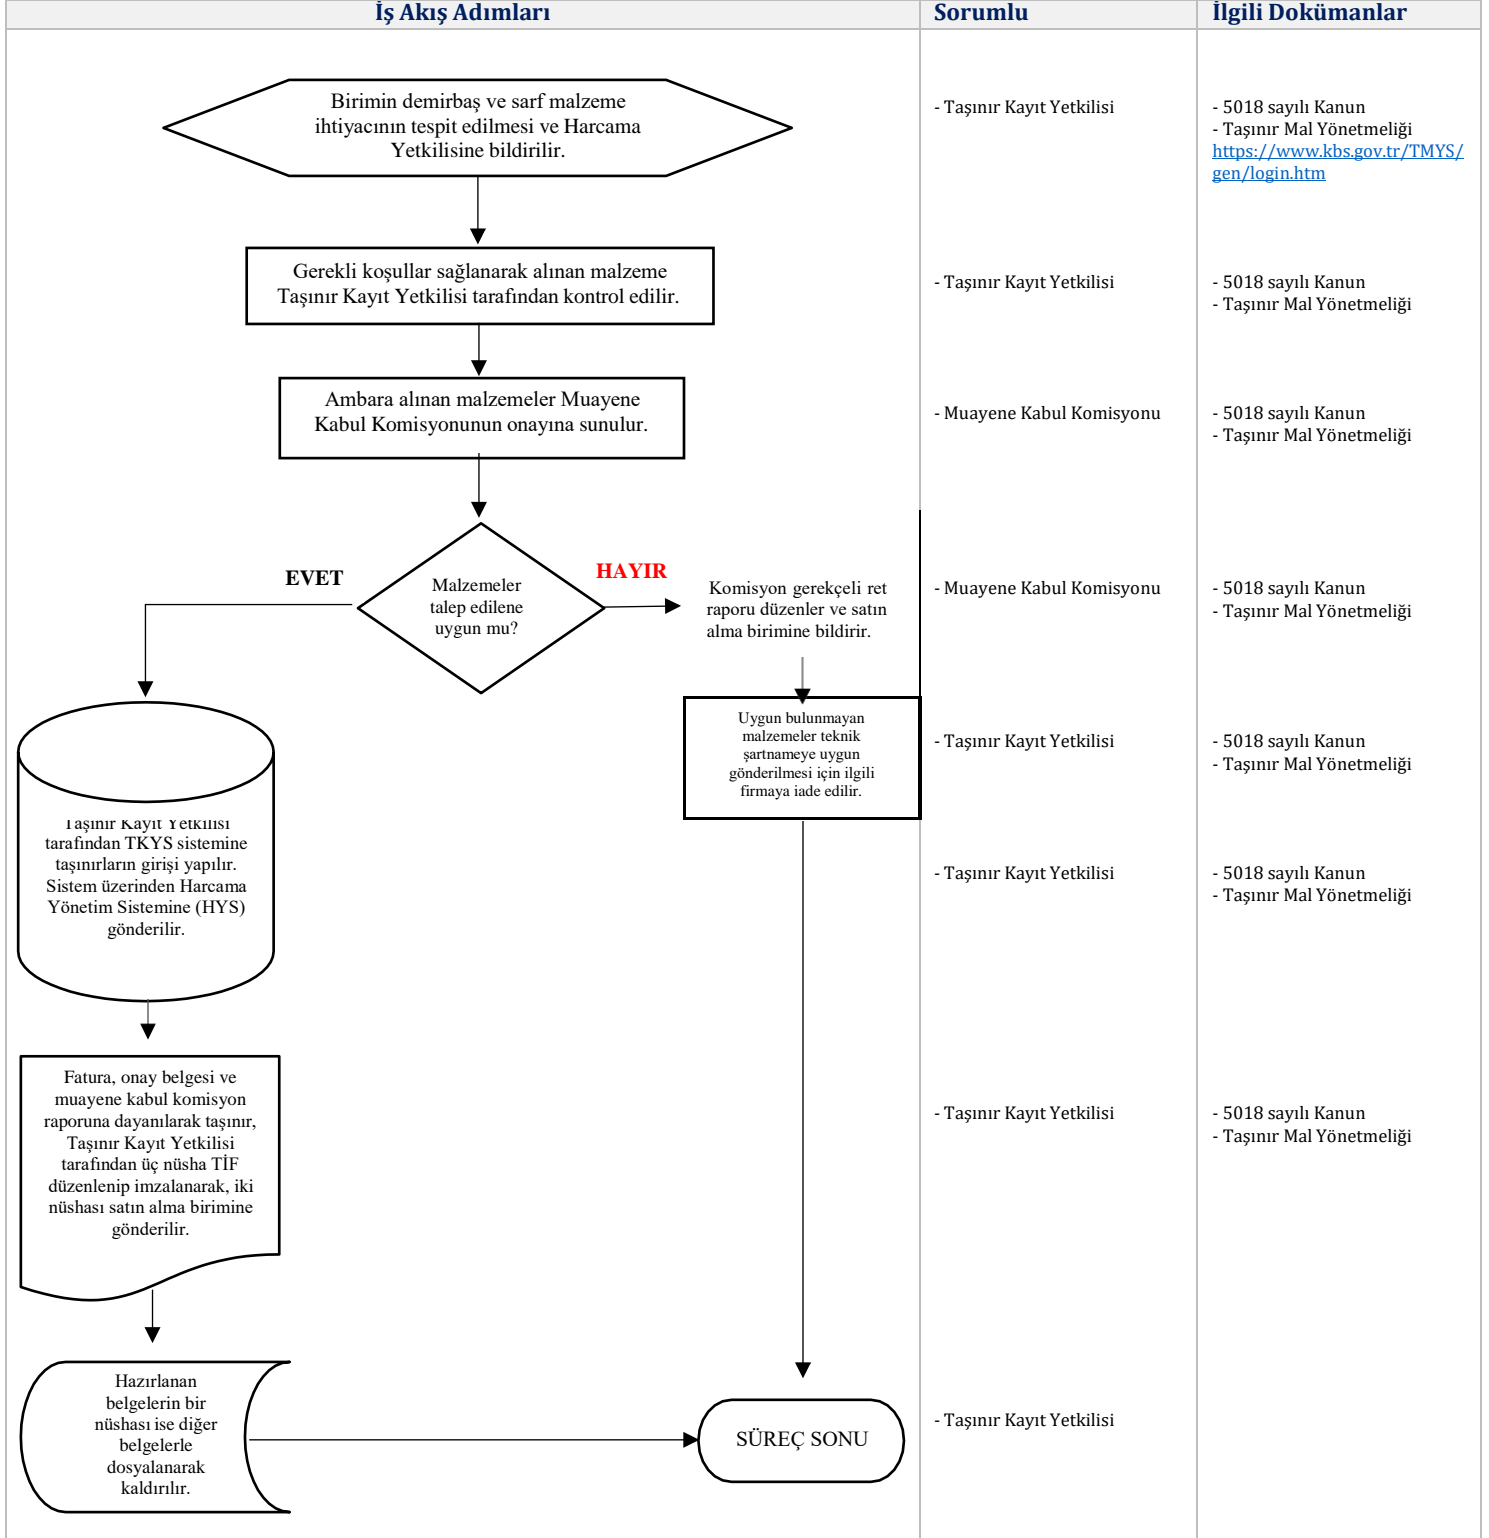 İş Akış Adımları
Sorumlu
İlgili Dokümanlar
Birimin demirbaş ve sarf malzeme
ihtiyacının tespit edilmesi ve Harcama
Yetkilisine bildirilir.
- Taşınır Kayıt Yetkilisi
- 5018 sayılı Kanun
- Taşınır Mal Yönetmeliği
https://www.kbs.gov.tr/TMYS/
gen/login.htm
Gerekli koşullar sağlanarak alınan malzeme
Taşınır Kayıt Yetkilisi tarafından kontrol edilir.
- Taşınır Kayıt Yetkilisi
- 5018 sayılı Kanun
- Taşınır Mal Yönetmeliği
Ambara alınan malzemeler Muayene
Kabul Komisyonunun onayına sunulur.
- Muayene Kabul Komisyonu
- 5018 sayılı Kanun
- Taşınır Mal Yönetmeliği
EVET
Malzemeler
talep edilene
uygun mu?
HAYIR
Komisyon gerekçeli ret
raporu düzenler ve satın
alma birimine bildirir.
- Muayene Kabul Komisyonu
- 5018 sayılı Kanun
- Taşınır Mal Yönetmeliği
Uygun bulunmayan
malzemeler teknik
şartnameye uygun
gönderilmesi için ilgili
firmaya iade edilir.
- Taşınır Kayıt Yetkilisi
- 5018 sayılı Kanun
- Taşınır Mal Yönetmeliği
Taşınır Kayıt Yetkilisi
tarafından TKYS sistemine
taşınırların girişi yapılır.
Sistem üzerinden Harcama
Yönetim Sistemine (HYS)
gönderilir.
- Taşınır Kayıt Yetkilisi
- 5018 sayılı Kanun
- Taşınır Mal Yönetmeliği
Fatura, onay belgesi ve
muayene kabul komisyon
raporuna dayanılarak taşınır,
Taşınır Kayıt Yetkilisi
tarafından üç nüsha TİF
düzenlenip imzalanarak, iki
nüshası satın alma birimine
gönderilir.
- Taşınır Kayıt Yetkilisi
- 5018 sayılı Kanun
- Taşınır Mal Yönetmeliği
Hazırlanan
belgelerin bir
nüshası ise diğer
belgelerle
dosyalanarak
kaldırılır.
SÜREÇ SONU
- Taşınır Kayıt Yetkilisi